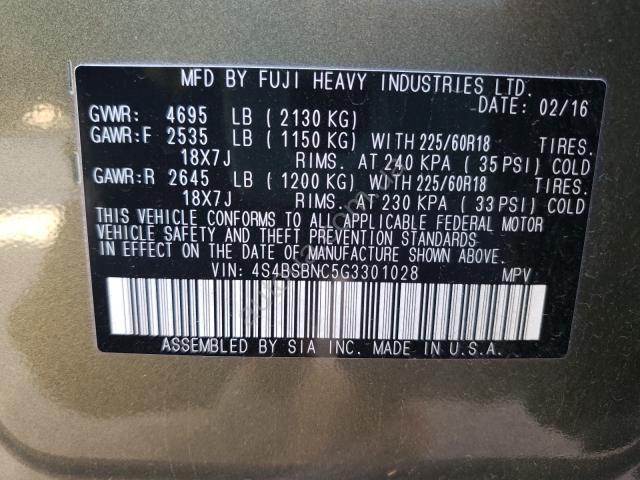 MFD BY FUJI HEAVY INDUSTRIES LTD.
DATE: 02/16
GVWR: 4695 LB (2130 KG)
GAWR:F 2535 LB (1150 KG) WITH 225/60R18 TIRES.
18X7J RIMS. AT 240 KPA (35 PSI) COLD
GAWR:R 2645 LB (1200 KG) WITH 225/60R18 TIRES.
18X7J RIMS. AT 230 KPA (33 PSI) COLD
THIS VEHICLE CONFORMS TO ALL APPLICABLE FEDERAL MOTOR
VEHICLE SAFETY AND THEFT PREVENTION STANDARDS
IN EFFECT ON THE DATE OF MANUFACTURE SHOWN ABOVE.
VIN: 4S4BSBNC5G3301028 MPV
ASSEMBLED BY SIA INC. MADE IN U.S.A.